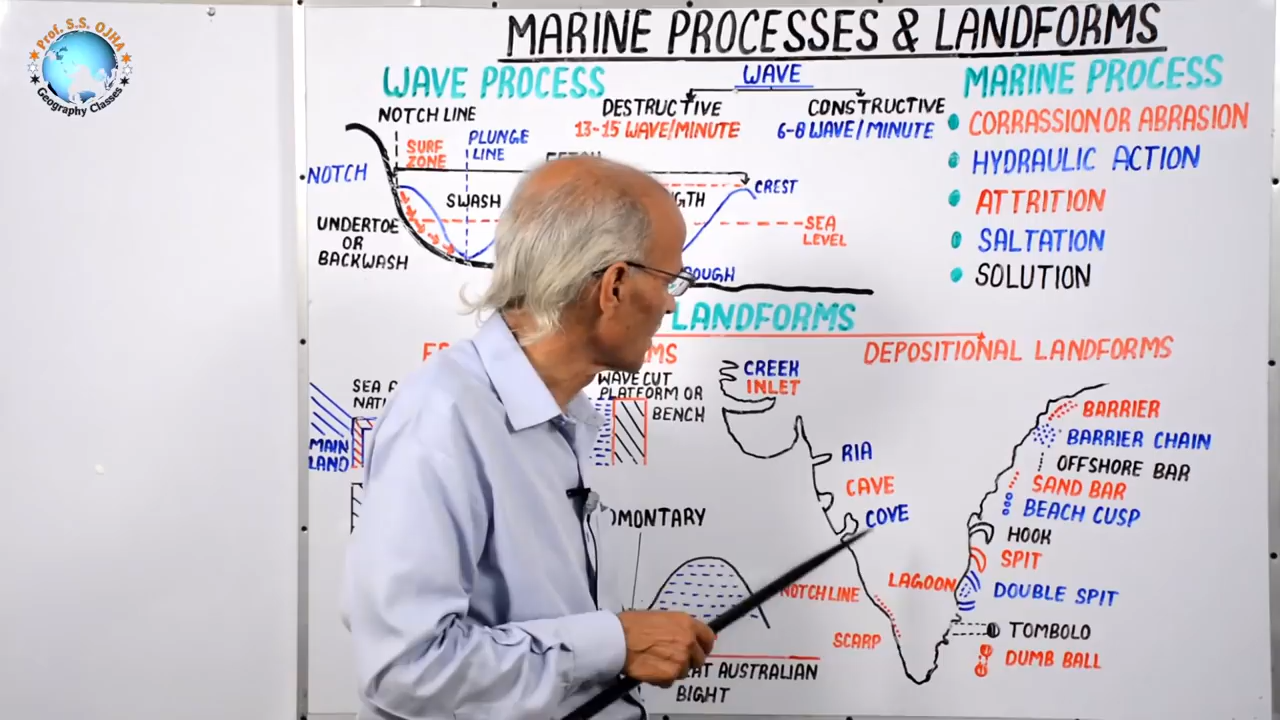 Prof. S.S. OJHA
Geography Classes
MARINE PROCESSES & LANDFORMS
WAVE PROCESS
WAVE
DESTRUCTIVE
13-15 WAVE/MINUTE
CONSTRUCTIVE
6-8 WAVE/MINUTE
NOTCH LINE
SURF
ZONE
PLUNGE
LINE
NOTCH
SWASH
CREST
SEA
LEVEL
UNDERTOE
OR
BACKWASH
MARINE PROCESS
CORRASSION OR ABRASION
HYDRAULIC ACTION
ATTRITION
SALTATION
SOLUTION
LANDFORMS
SEA
MAIN
LAND
WAVE CUT
PLATFORM OR
BENCH
CREEK
INLET
RIA
CAVE
COVE
NOTCH LINE
SCARP
AUSTRALIAN
BIGHT
DEPOSITIONAL LANDFORMS
BARRIER
BARRIER CHAIN
OFFSHORE BAR
SAND BAR
BEACH CUSP
HOOK
SPIT
LAGOON
DOUBLE SPIT
TOMBOLO
DUMB BALL